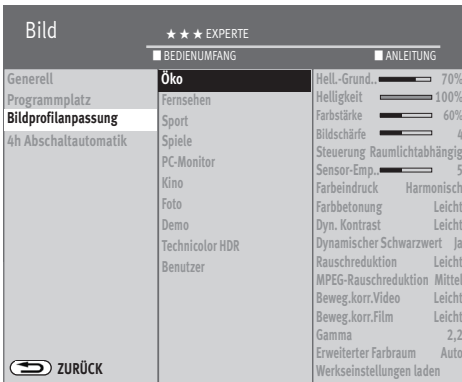 Bild
★★★ EXPERTE
BEDIENUMFANG
ANLEITUNG
Generell
Programmplatz
Bildprofilanpassung
4h Abschaltautomatik
ZURÜCK
Öko
Fernsehen
Sport
Spiele
PC-Monitor
Kino
Foto
Demo
Technicolor HDR
Benutzer
Hell.-Grund.. 70%
Helligkeit 100%
Farbstärke 60%
Bildschärfe 4
Steuerung Raumlichtabhängig
Sensor-Emp.. 5
Farbeindruck Harmonisch
Farbbetonung Leicht
Dyn. Kontrast Leicht
Dynamischer Schwarzwert Ja
Rauschreduktion Leicht
MPEG-Rauschreduktion Mittel
Beweg.korr.Video Leicht
Beweg.korr.Film Leicht
Gamma 2,2
Erweiterter Farbraum Auto
Werkseinstellungen laden